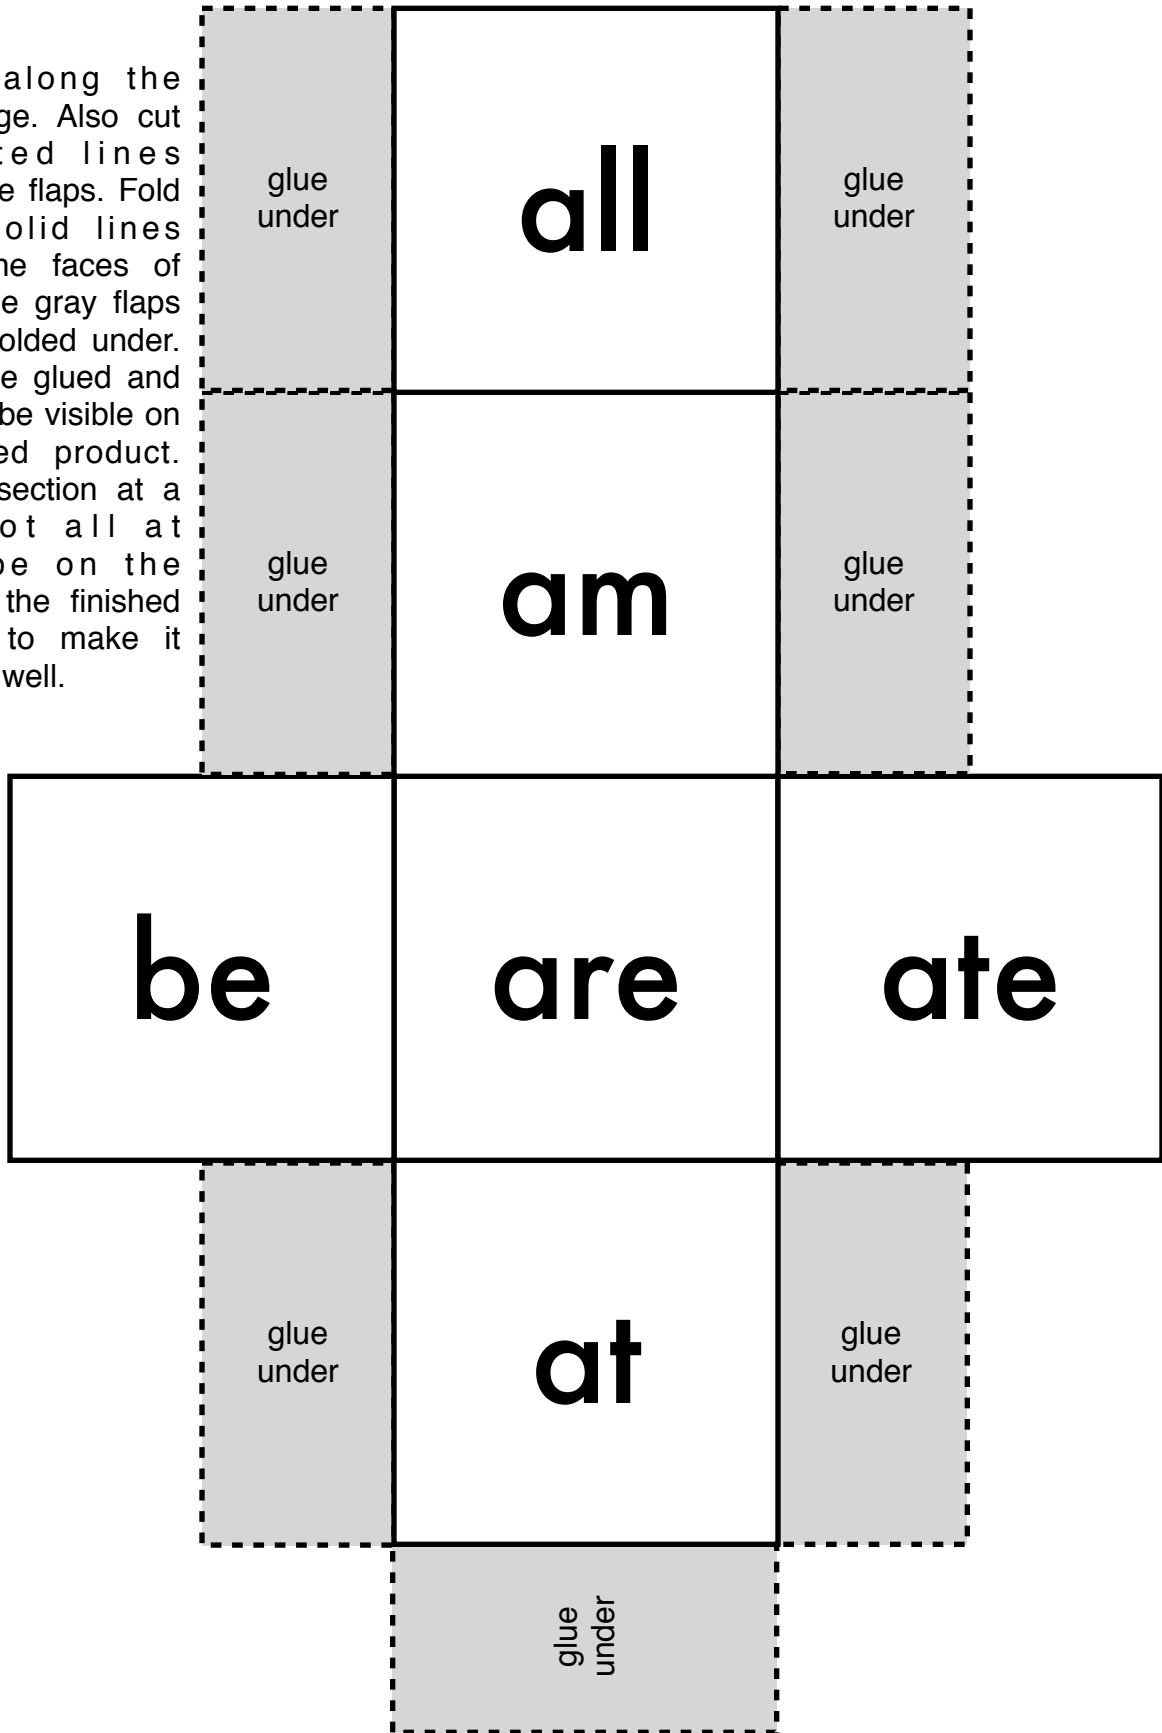 along the
ge. Also cut
ted lines
e flaps. Fold
olid lines
he faces of
e gray flaps
olded under.
e glued and
be visible on
ed product.
section at a
ot all at
be on the
the finished
to make it
well.
glue
under
all
glue
under
glue
under
am
glue
under
be
are
ate
glue
under
at
glue
under
glue
under